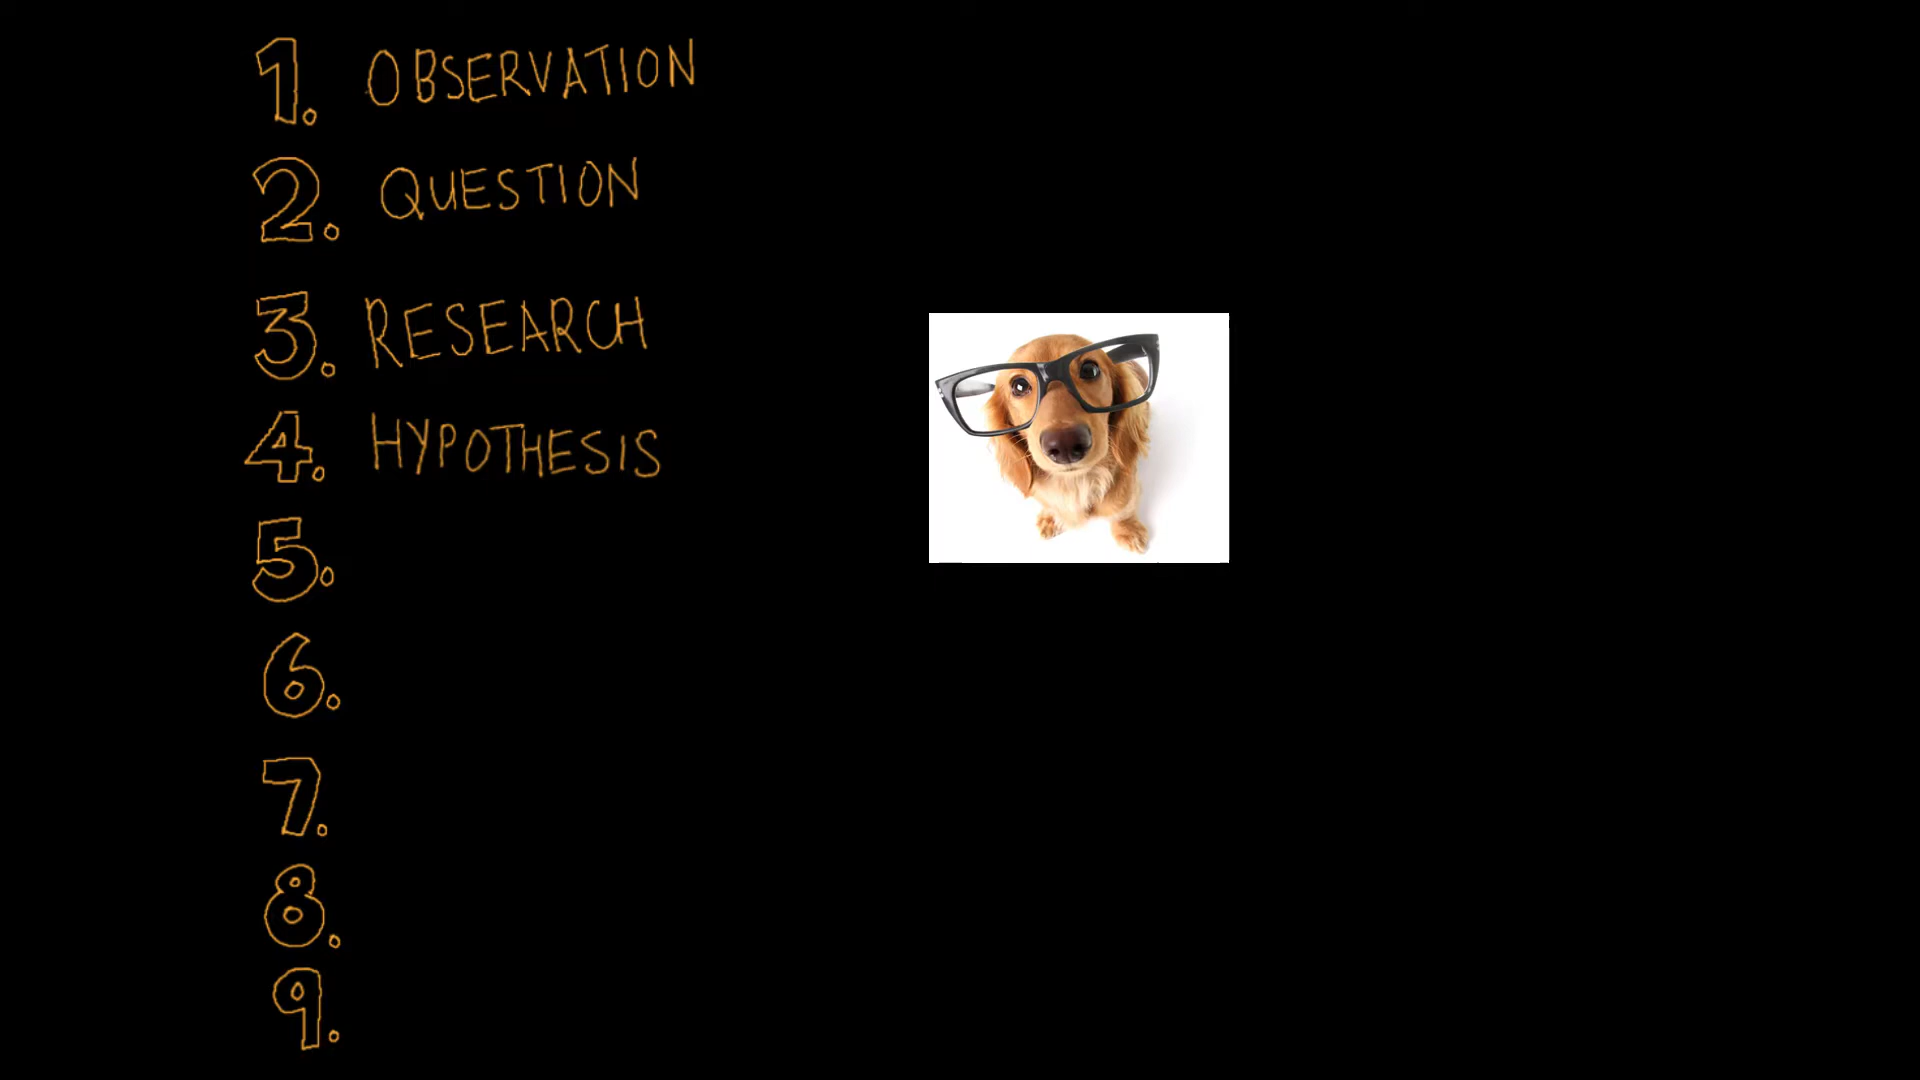 1. OBSERVATION
2. QUESTION
3. RESEARCH
4. HYPOTHESIS
5.
6.
7.
8.
9.